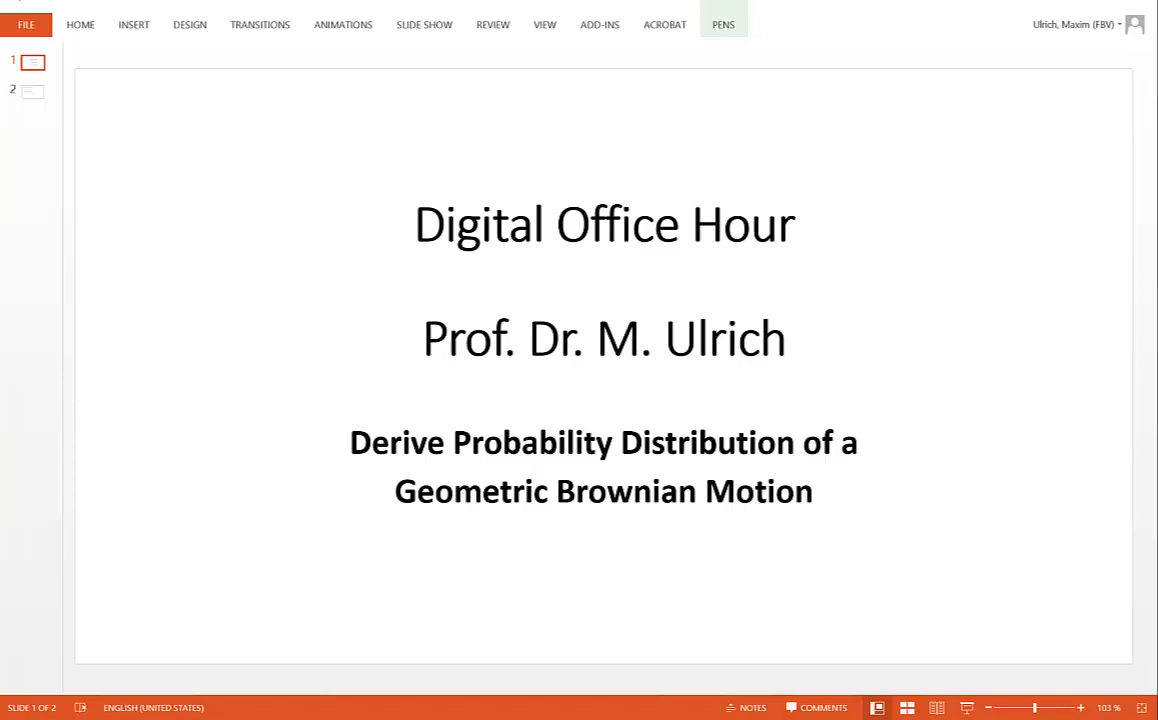 FILE HOME INSERT DESIGN TRANSITIONS ANIMATIONS SLIDE SHOW REVIEW VIEW ADD-INS ACROBAT PENS Ulrich, Maxim (FBV)
1
2
Digital Office Hour
Prof. Dr. M. Ulrich
Derive Probability Distribution of a
Geometric Brownian Motion
SLIDE 1 OF 2 ENGLISH (UNITED STATES) NOTES COMMENTS 103 %